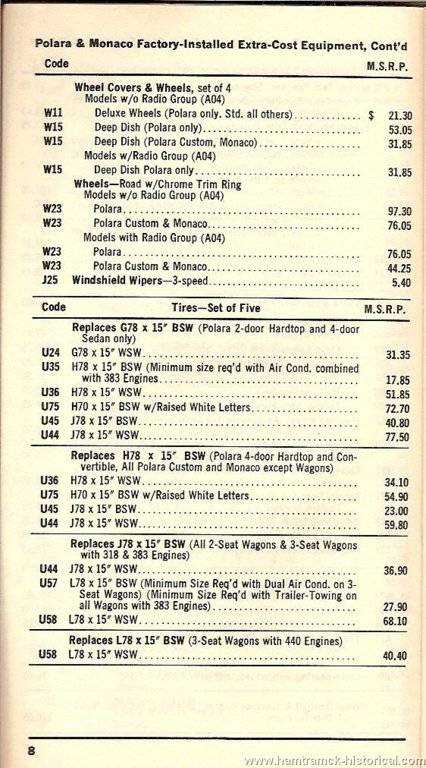 Polara & Monaco Factory-Installed Extra-Cost Equipment, Cont'd
Code M.S.R.P.
Wheel Covers & Wheels, set of 4
Models w/o Radio Group (A04)
W11 Deluxe Wheels (Polara only. Std. all others) $ 21.30
W15 Deep Dish (Polara only) 53.05
W15 Deep Dish (Polara Custom, Monaco) 31.85
Models w/Radio Group (A04)
W15 Deep Dish Polara only 31.85
Wheels—Road w/Chrome Trim Ring
Models w/o Radio Group (A04)
W23 Polara 97.30
W23 Polara Custom & Monaco 76.05
Models with Radio Group (A04)
W23 Polara 76.05
W23 Polara Custom & Monaco 44.25
J25 Windshield Wipers—3-speed 5.40
Code Tires—Set of Five M.S.R.P.
Replaces G78 x 15" BSW (Polara 2-door Hardtop and 4-door
Sedan only)
U24 G78 x 15" WSW 31.35
U35 H78 x 15" BSW (Minimum size req'd with Air Cond. combined
with 383 Engines 17.85
U36 H78 x 15" WSW 51.85
U75 H70 x 15" BSW w/Raised White Letters 72.70
U45 J78 x 15" BSW 40.80
U44 J78 x 15" WSW 77.50
Replaces H78 x 15" BSW (Polara 4-door Hardtop and Con-
vertible, All Polara Custom and Monaco except Wagons)
U36 H78 x 15" WSW 34.10
U75 H70 x 15" BSW w/Raised White Letters 54.90
U45 J78 x 15" BSW 23.00
U44 J78 x 15" WSW 59.80
Replaces J78 x 15" BSW (All 2-Seat Wagons & 3-Seat Wagons
with 318 & 383 Engines)
U44 J78 x 15" WSW 36.90
U57 L78 x 15" BSW (Minimum Size Req'd with Dual Air Cond. on 3-
Seat Wagons) (Minimum Size Req'd with Trailer-Towing on
all Wagons with 383 Engines) 27.90
U58 L78 x 15" WSW 68.10
Replaces L78 x 15" BSW (3-Seat Wagons with 440 Engines)
U58 L78 x 15" WSW 40.40
8
www.hamtramck-historical.com